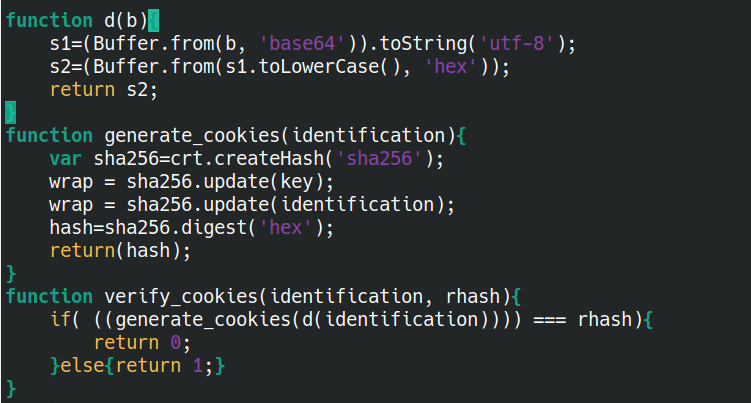 function d(b){
    s1=(Buffer.from(b, 'base64')).toString('utf-8');
    s2=(Buffer.from(s1.toLowerCase(), 'hex'));
    return s2;
}
function generate_cookies(identification){
    var sha256=crt.createHash('sha256');
    wrap = sha256.update(key);
    wrap = sha256.update(identification);
    hash=sha256.digest('hex');
    return(hash);
}
function verify_cookies(identification, rhash){
    if( ((generate_cookies(d(identification)))) === rhash){
        return 0;
    }else{return 1;}
}